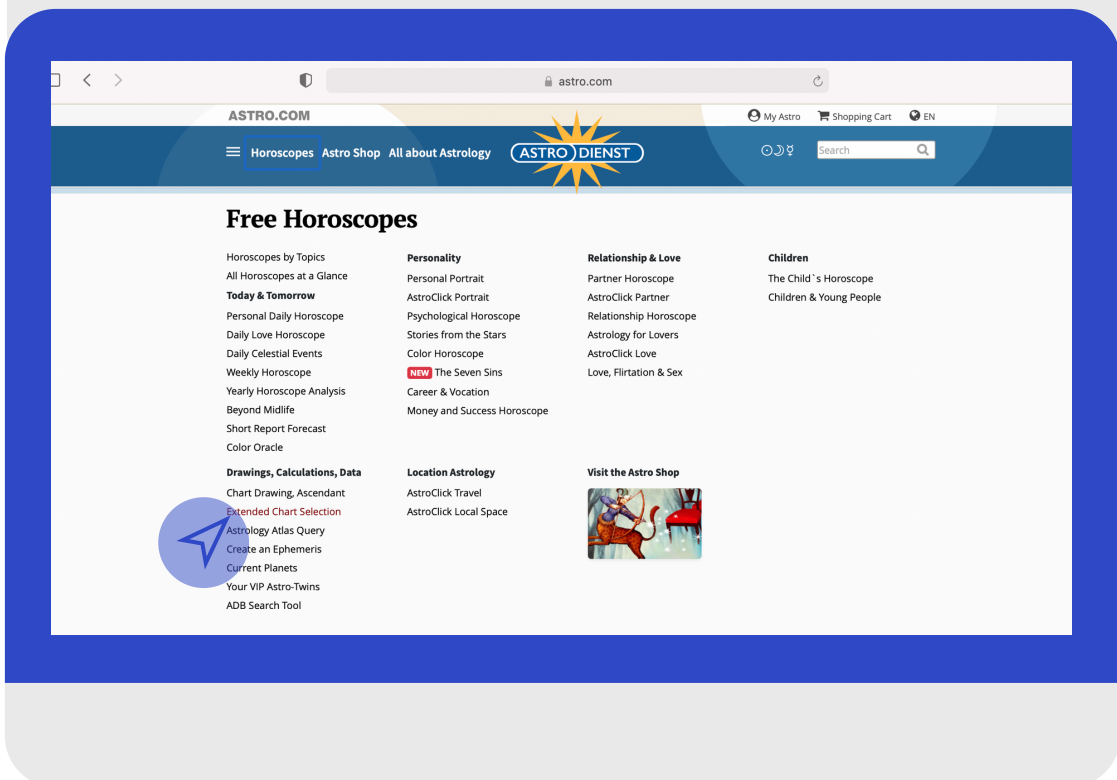 astro.com
ASTRO.COM
My Astro
Shopping Cart
EN
Horoscopes
Astro Shop
All about Astrology
ASTRO DIENST
Search
Free Horoscopes
Horoscopes by Topics
All Horoscopes at a Glance
Today & Tomorrow
Personal Daily Horoscope
Daily Love Horoscope
Daily Celestial Events
Weekly Horoscope
Yearly Horoscope Analysis
Beyond Midlife
Short Report Forecast
Color Oracle
Personality
Personal Portrait
AstroClick Portrait
Psychological Horoscope
Stories from the Stars
Color Horoscope
NEW The Seven Sins
Career & Vocation
Money and Success Horoscope
Relationship & Love
Partner Horoscope
AstroClick Partner
Relationship Horoscope
Astrology for Lovers
AstroClick Love
Love, Flirtation & Sex
Children
The Child`s Horoscope
Children & Young People
Drawings, Calculations, Data
Chart Drawing, Ascendant
Extended Chart Selection
Astrology Atlas Query
Create an Ephemeris
Current Planets
Your VIP Astro-Twins
ADB Search Tool
Location Astrology
AstroClick Travel
AstroClick Local Space
Visit the Astro Shop